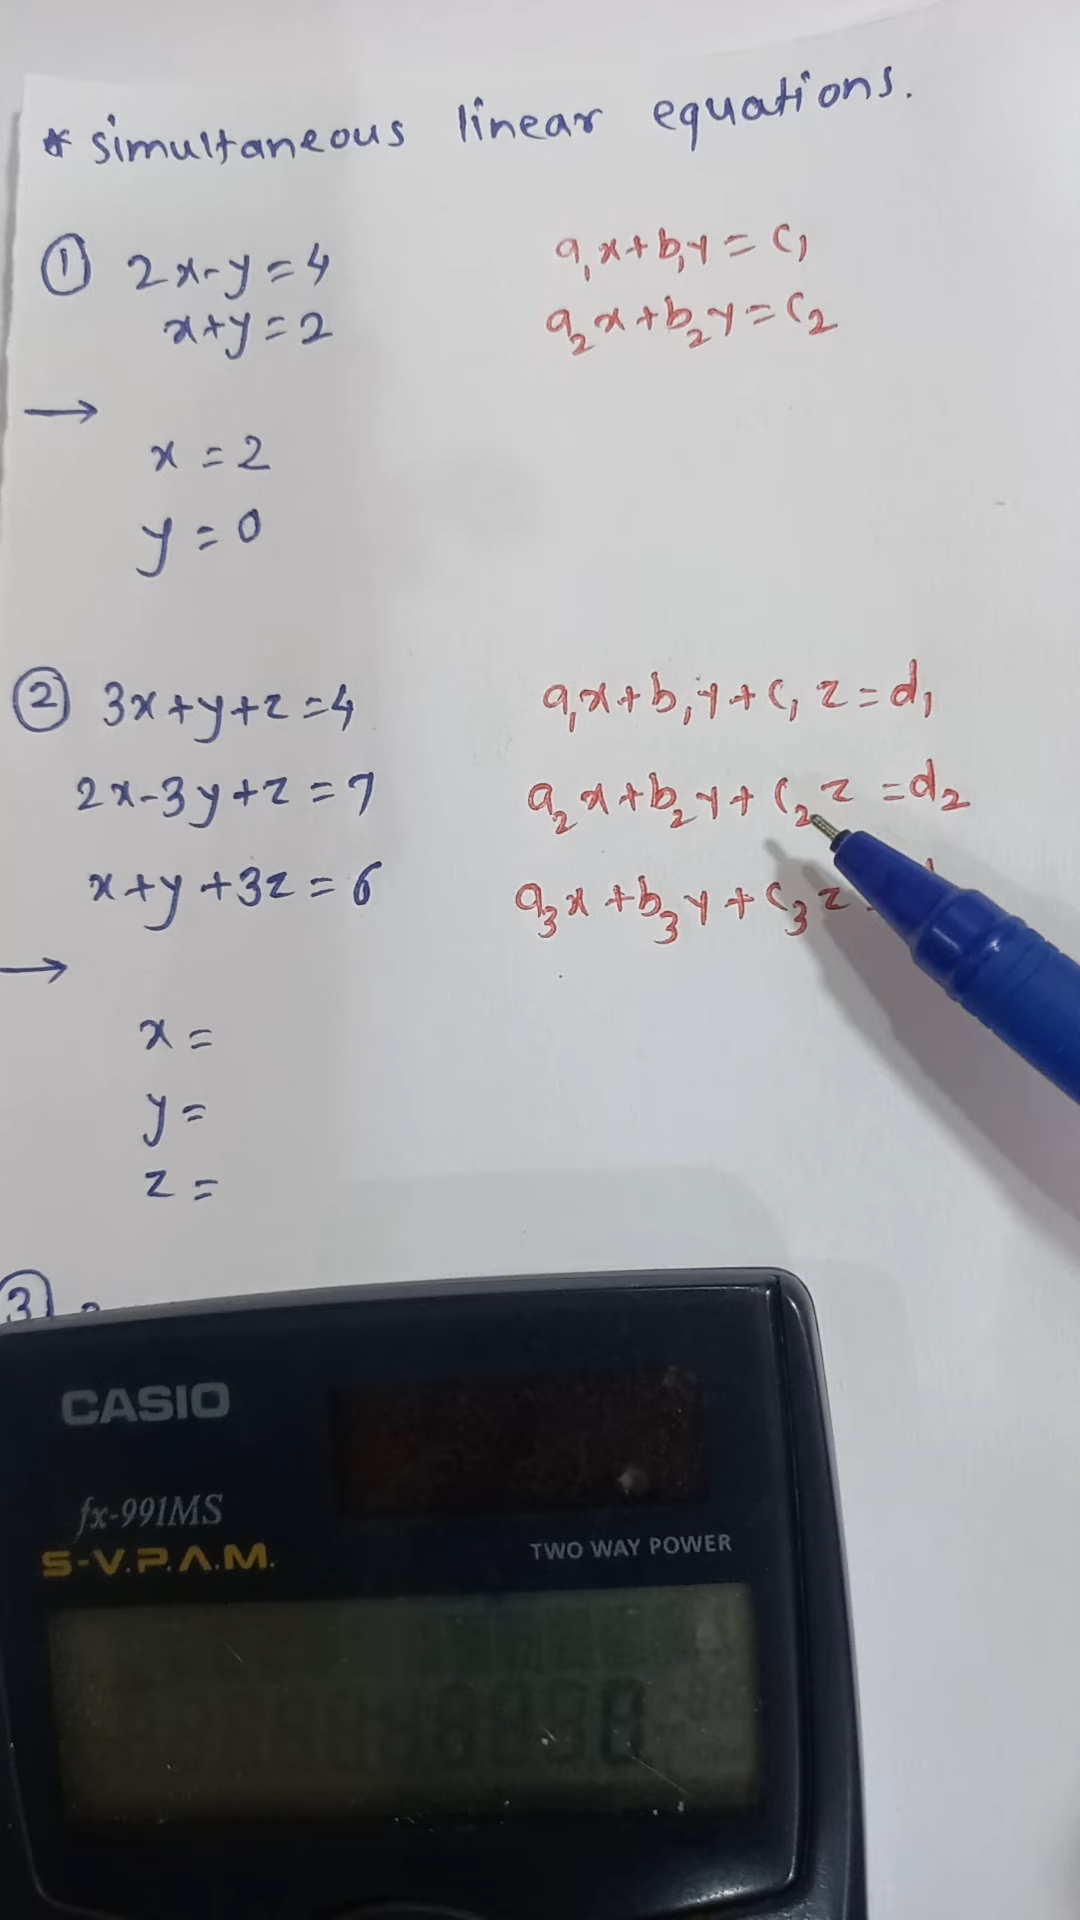 * simultaneous linear equations.
① 2x-y=4
x+y=2
a₁x+b₁y=c₁
a₂x+b₂y=c₂
→
x=2
y=0
② 3x+y+z=4
2x-3y+z=7
x+y+3z=6
a₁x+b₁y+c₁z=d₁
a₂x+b₂y+c₂z=d₂
a₃x+b₃y+c₃z
→
x=
y=
z=
③
CASIO
fx-991MS
S-V.P.A.M.
TWO WAY POWER